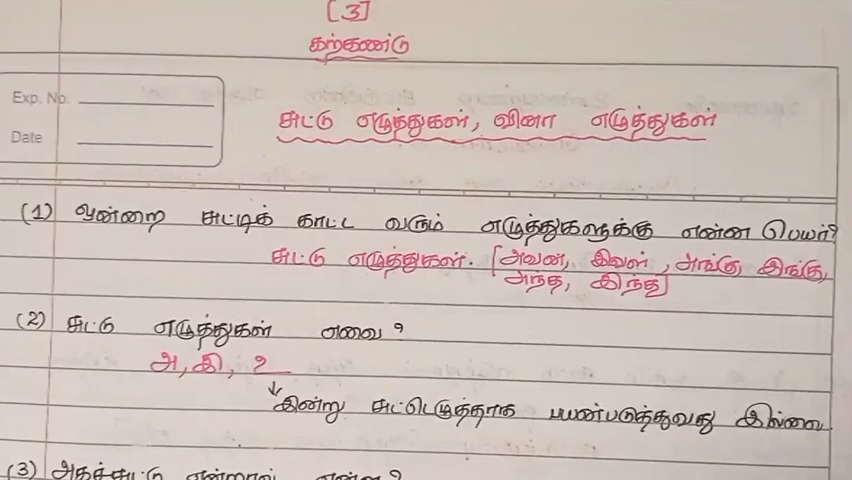 [3]
கற்கண்டு
Exp. No.
Date
சுட்டு எழுத்துகள், வினா எழுத்துகள்
(1) ஒன்றை சுட்டிக் காட்ட வரும் எழுத்துகளுக்கு என்ன பெயர்?
சுட்டு எழுத்துகள். [அவன், இவள், அங்கு, இங்கு,
அந்த, இந்த]
(2) சுட்டு எழுத்துகள் எவை?
அ, இ, உ
இன்று சுட்டெழுத்தாக பயன்படுத்துவது இல்லை
(3) அகச்சுட்டு என்றால் என்ன?